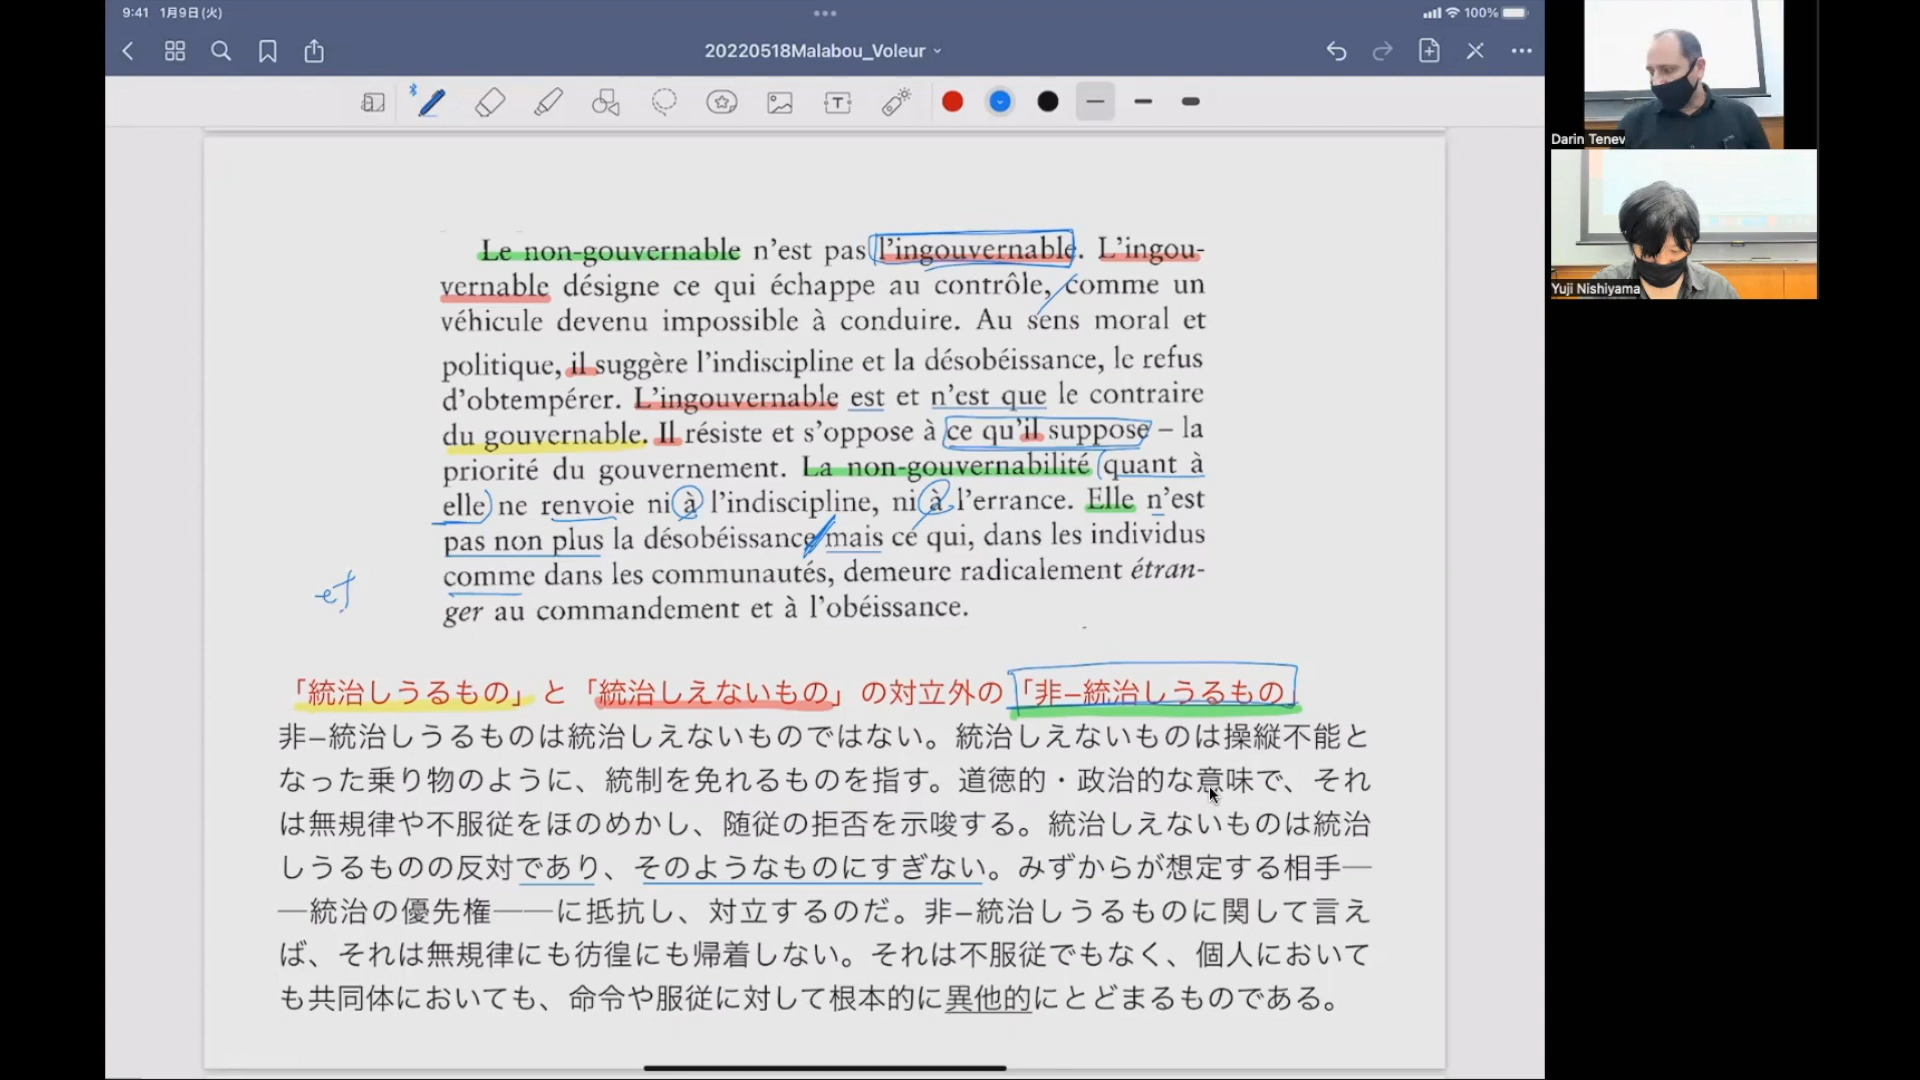 9:41 1月9日(火)
100%
20220518Malabou_Voleur
Darin Tenev
Yuji Nishiyama
Le non-gouvernable n'est pas l'ingouvernable. L'ingou-
vernable désigne ce qui échappe au contrôle, comme un
véhicule devenu impossible à conduire. Au sens moral et
politique, il suggère l'indiscipline et la désobéissance, le refus
d'obtempérer. L'ingouvernable est et n'est que le contraire
du gouvernable. Il résiste et s'oppose à ce qu'il suppose – la
priorité du gouvernement. La non-gouvernabilité quant à
elle ne renvoie ni à l'indiscipline, ni à l'errance. Elle n'est
pas non plus la désobéissance mais ce qui, dans les individus
comme dans les communautés, demeure radicalement étran-
ger au commandement et à l'obéissance.
et
「統治しうるもの」と「統治しえないもの」の対立外の「非–統治しうるもの」
非–統治しうるものは統治しえないものではない。統治しえないものは操縦不能と
なった乗り物のように、統制を免れるものを指す。道徳的・政治的な意味で、それ
は無規律や不服従をほのめかし、随従の拒否を示唆する。統治しえないものは統治
しうるものの反対であり、そのようなものにすぎない。みずからが想定する相手—
—統治の優先権——に抵抗し、対立するのだ。非–統治しうるものに関して言え
ば、それは無規律にも彷徨にも帰着しない。それは不服従でもなく、個人において
も共同体においても、命令や服従に対して根本的に異他的にとどまるものである。